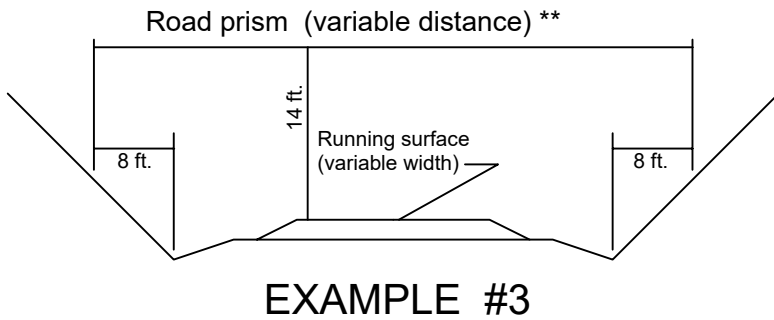 Road prism (variable distance) **
14 ft.
Running surface
(variable width)
8 ft.
8 ft.
EXAMPLE #3